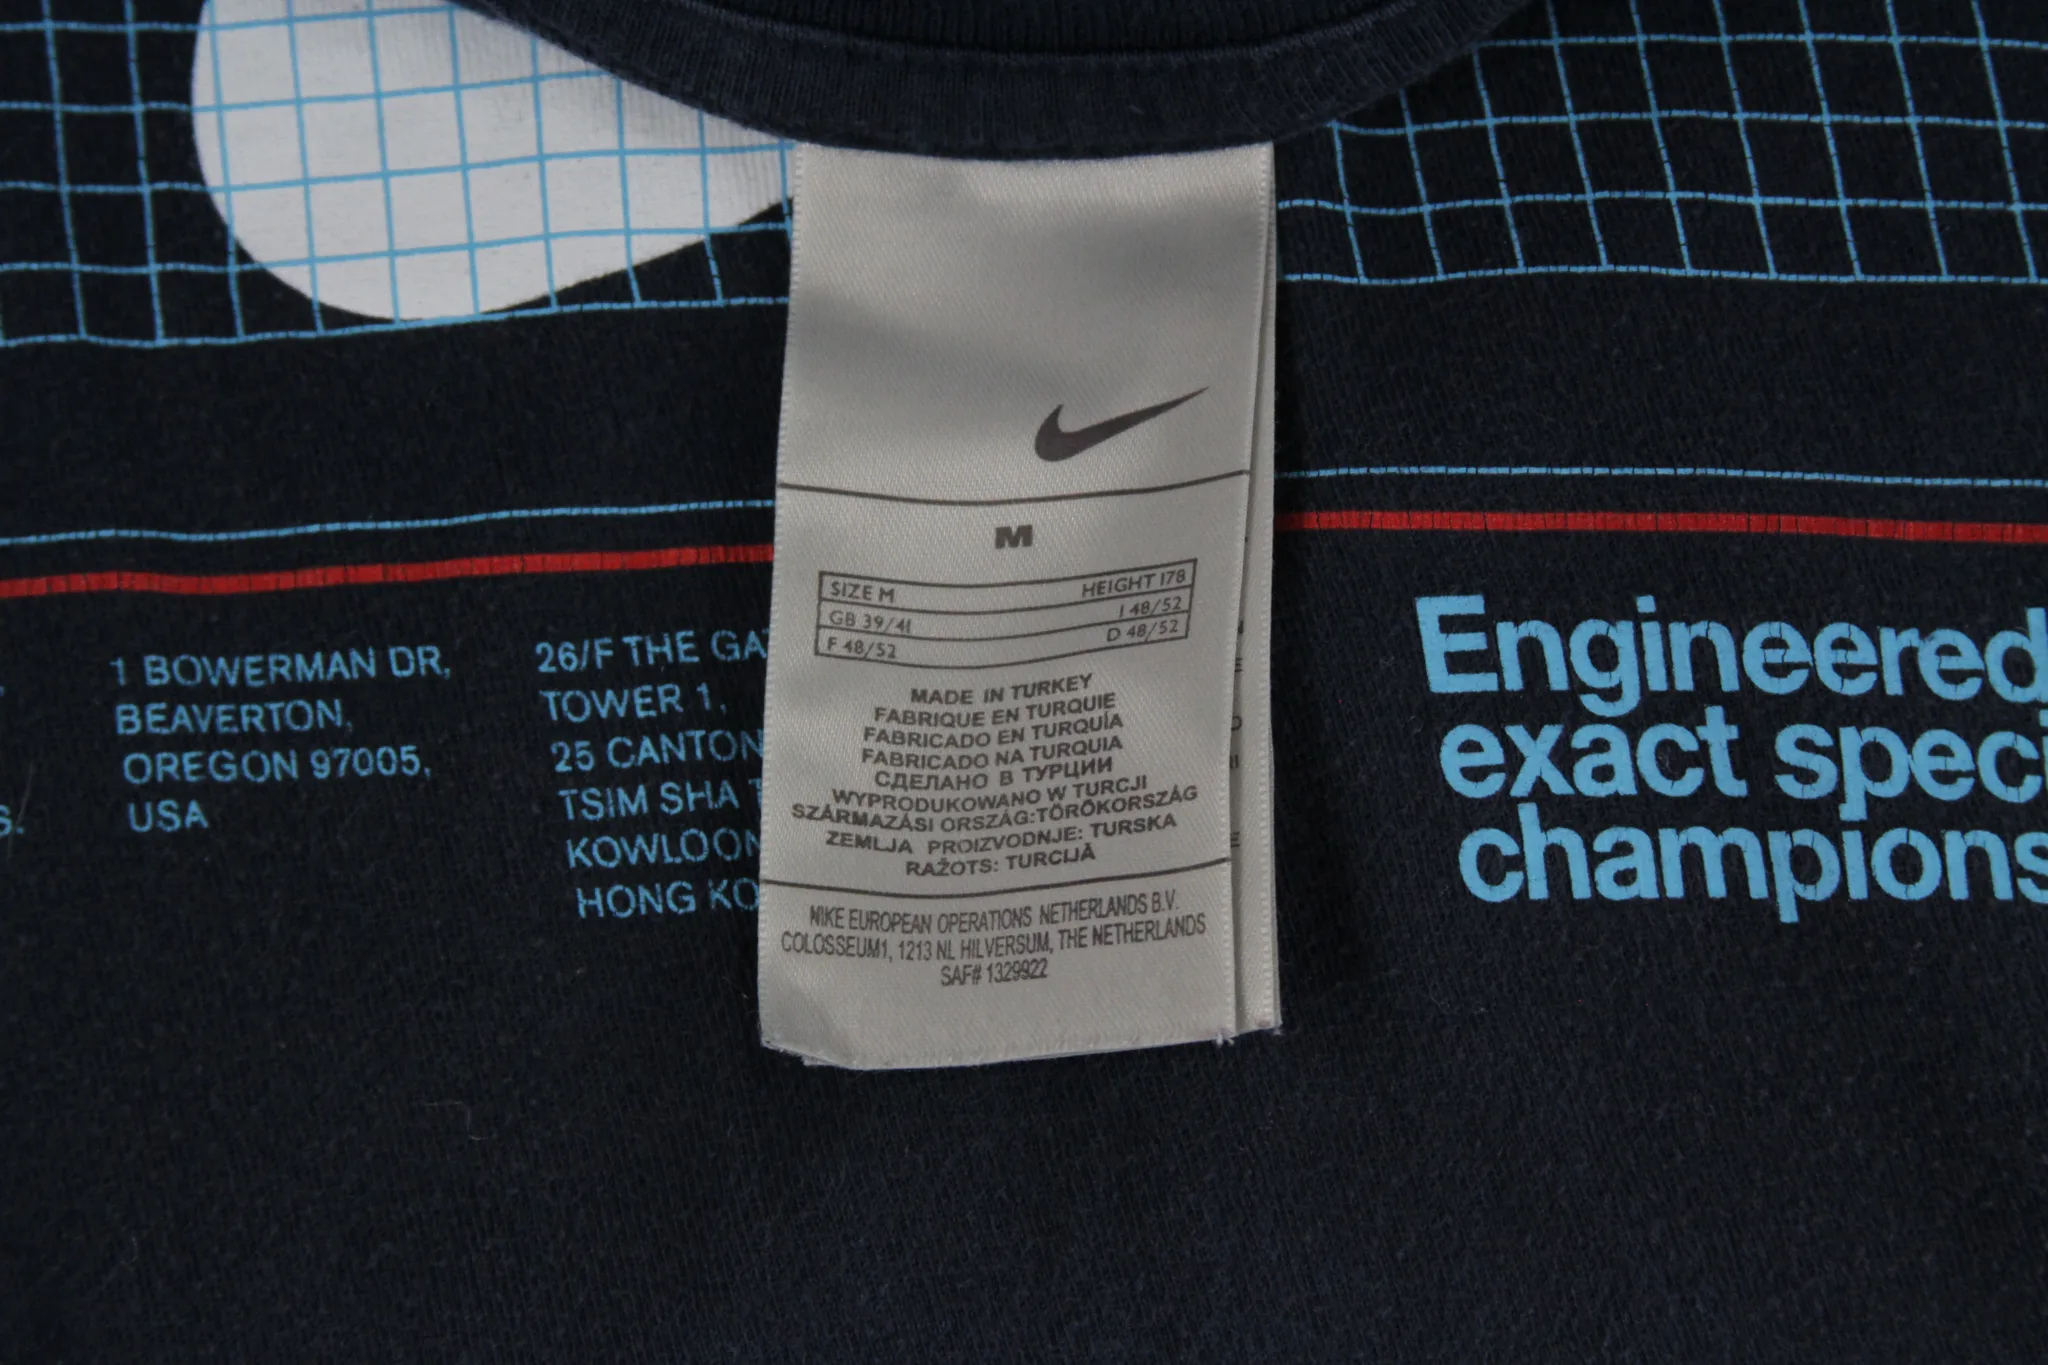 M
SIZE M HEIGHT 178
GB 39/41 I 48/52
F 48/52 D 48/52
MADE IN TURKEY
FABRIQUE EN TURQUIE
FABRICADO EN TURQUÍA
FABRICADO NA TURQUIA
СДЕЛАНО В ТУРЦИИ
WYPRODUKOWANO W TURCJI
SZÁRMAZÁSI ORSZÁG:TÖRÖKORSZÁG
ZEMLJA PROIZVODNJE: TURSKA
RAŽOTS: TURCIJĀ
NIKE EUROPEAN OPERATIONS NETHERLANDS B.V.
COLOSSEUM1, 1213 NL HILVERSUM, THE NETHERLANDS
SAF# 1329922
1 BOWERMAN DR,
BEAVERTON,
OREGON 97005,
USA
26/F THE GA
TOWER 1,
25 CANTON
TSIM SHA
KOWLOON
HONG KO
Engineered
exact speci
champions